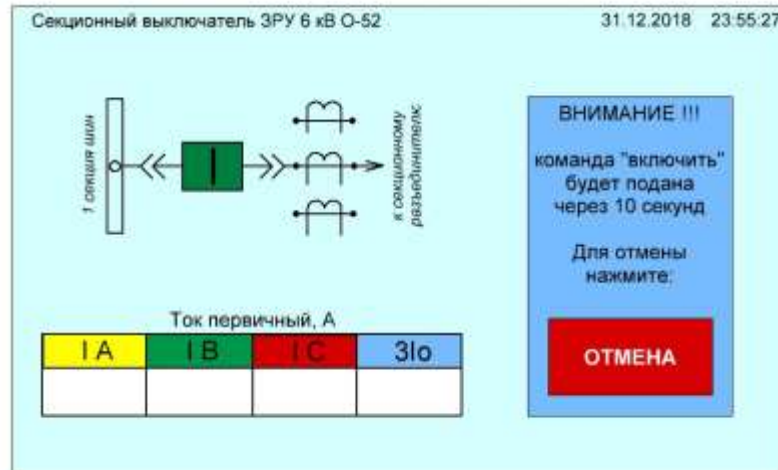 Секционный выключатель ЗРУ 6 кВ О-52
31.12.2018 23:55:27
1 секция шин
I
к секционному
разъединителю
ВНИМАНИЕ !!!
команда "включить"
будет подана
через 10 секунд
Для отмены
нажмите:
ОТМЕНА
Ток первичный, А
I A I B I C 3Io